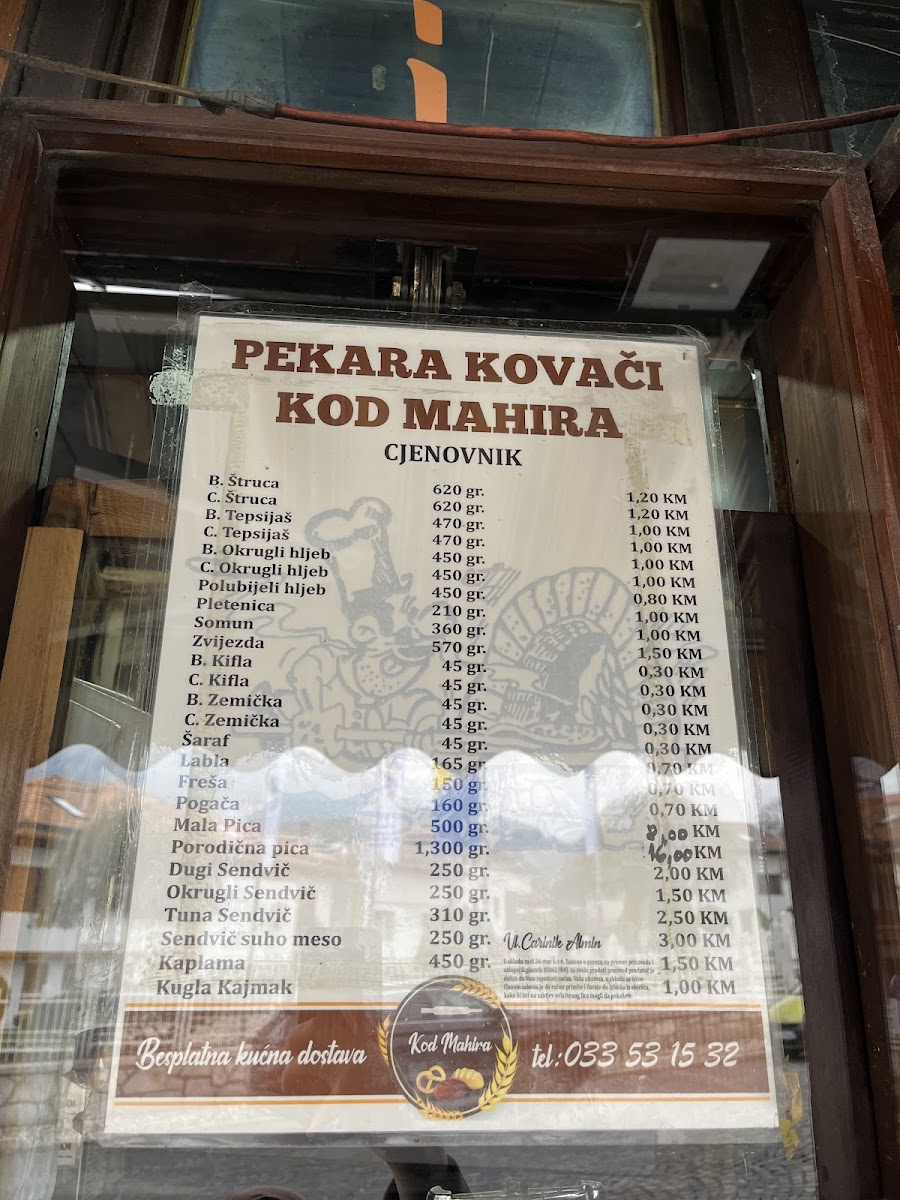 PEKARA KOVAČI
KOD MAHIRA
CJENOVNIK
B. Štruca 620 gr. 1,20 KM
C. Štruca 620 gr. 1,20 KM
B. Tepsijaš 470 gr. 1,00 KM
C. Tepsijaš 470 gr. 1,00 KM
B. Okrugli hljeb 450 gr. 1,00 KM
C. Okrugli hljeb 450 gr. 1,00 KM
Polubijeli hljeb 450 gr. 0,80 KM
Pletenica 210 gr. 1,00 KM
Somun 360 gr. 1,00 KM
Zvijezda 570 gr. 1,50 KM
B. Kifla 45 gr. 0,30 KM
C. Kifla 45 gr. 0,30 KM
B. Zemička 45 gr. 0,30 KM
C. Zemička 45 gr. 0,30 KM
Šaraf 45 gr. 0,30 KM
Labla 165 gr. 0,70 KM
Freša 150 gr. 0,70 KM
Pogača 160 gr. 0,70 KM
Mala Pica 500 gr. 8,00 KM
Porodična pica 1,300 gr. 16,00 KM
Dugi Sendvič 250 gr. 2,00 KM
Okrugli Sendvič 250 gr. 1,50 KM
Tuna Sendvič 310 gr. 2,50 KM
Sendvič suho meso 250 gr. 3,00 KM
Kaplama 450 gr. 1,50 KM
Kugla Kajmak 1,00 KM
Vl. Carinik Almin
Besplatna kućna dostava
Kod Mahira
tel.:033 53 15 32